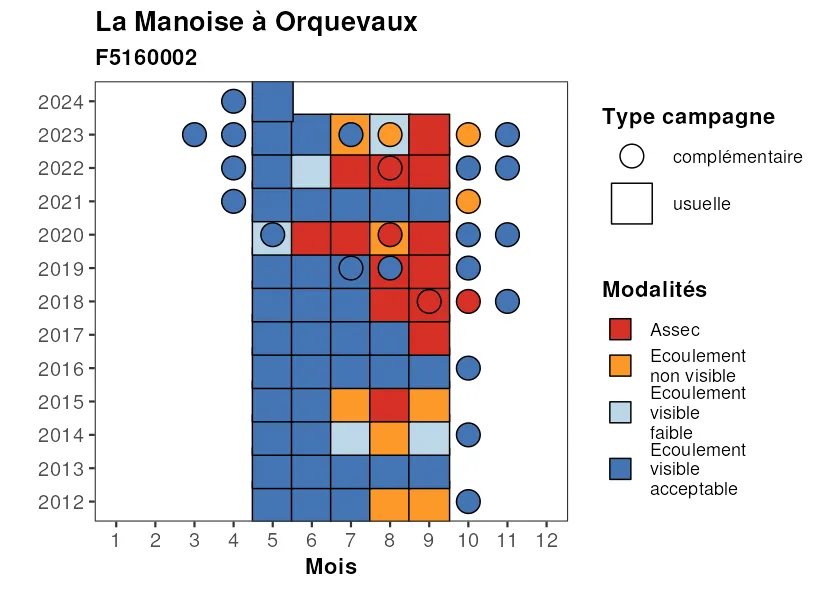 La Manoise à Orquevaux
F5160002
2024
2023
2022
2021
2020
2019
2018
2017
2016
2015
2014
2013
2012
1 2 3 4 5 6 7 8 9 10 11 12
Mois
Type campagne
complémentaire
usuelle
Modalités
Assec
Ecoulement
non visible
Ecoulement
visible
faible
Ecoulement
visible
acceptable